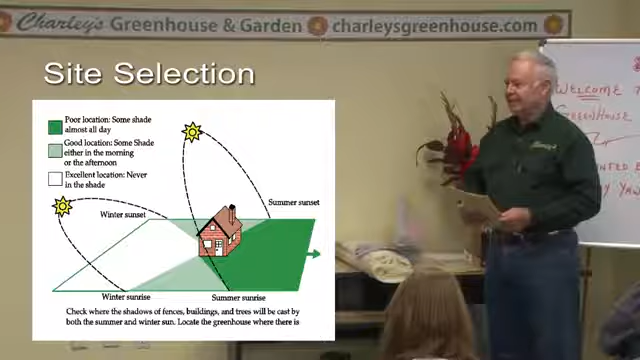 Charley's Greenhouse & Garden charleysgreenhouse.com
Site Selection
Poor location: Some shade
almost all day
Good location: Some Shade
either in the morning
or the afternoon
Excellent location: Never
in the shade
Summer sunset
Winter sunset
Winter sunrise
Summer sunrise
Check where the shadows of fences, buildings, and trees will be cast by
both the summer and winter sun. Locate the greenhouse where there is
WELCOME
GREENHOUSE